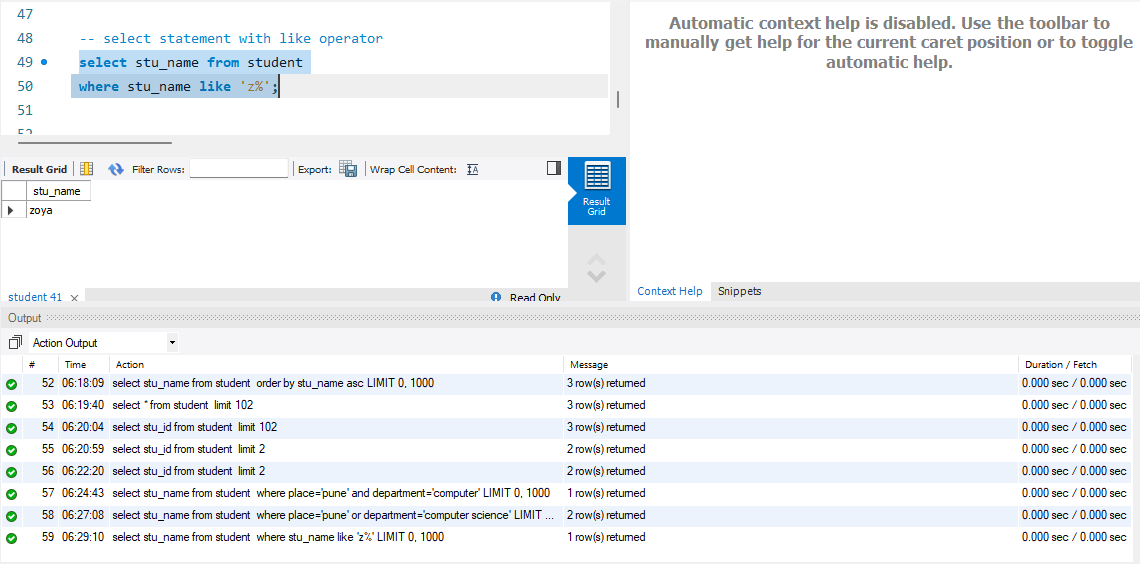 47
48 -- select statement with like operator
49 select stu_name from student
50 where stu_name like 'z%';
51
52
Automatic context help is disabled. Use the toolbar to
manually get help for the current caret position or to toggle
automatic help.
Result Grid Filter Rows: Export: Wrap Cell Content: IA
stu_name
zoya
Result
Grid
student 41 Read Only
Context Help Snippets
Output
Action Output
# Time Action Message Duration / Fetch
52 06:18:09 select stu_name from student order by stu_name asc LIMIT 0, 1000 3 row(s) returned 0.000 sec / 0.000 sec
53 06:19:40 select * from student limit 102 3 row(s) returned 0.000 sec / 0.000 sec
54 06:20:04 select stu_id from student limit 102 3 row(s) returned 0.000 sec / 0.000 sec
55 06:20:59 select stu_id from student limit 2 2 row(s) returned 0.000 sec / 0.000 sec
56 06:22:20 select stu_id from student limit 2 2 row(s) returned 0.000 sec / 0.000 sec
57 06:24:43 select stu_name from student where place='pune' and department='computer' LIMIT 0, 1000 1 row(s) returned 0.000 sec / 0.000 sec
58 06:27:08 select stu_name from student where place='pune' or department='computer science' LIMIT ... 2 row(s) returned 0.000 sec / 0.000 sec
59 06:29:10 select stu_name from student where stu_name like 'z%' LIMIT 0, 1000 1 row(s) returned 0.000 sec / 0.000 sec